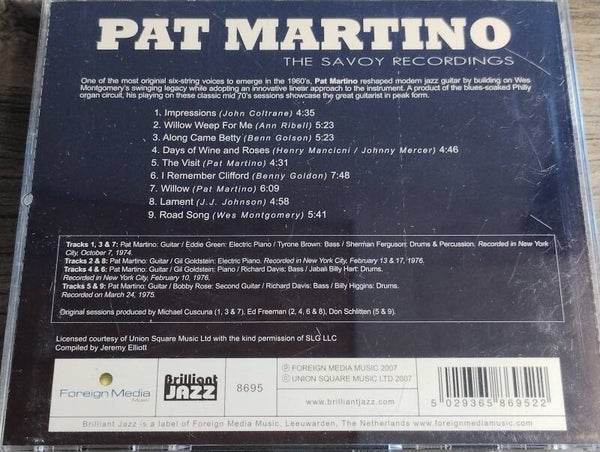 PAT MARTINO
THE SAVOY RECORDINGS
One of the most original six-string voices to emerge in the 1960's, Pat Martino reshaped modern jazz guitar by building on Wes
Montgomery's swinging legacy while adopting an innovative linear approach to the instrument. A product of the blues-soaked Philly
organ circuit, his playing on these classic mid 70's sessions showcase the great guitarist in peak form.
1. Impressions (John Coltrane) 4:35
2. Willow Weep For Me (Ann Ribell) 5:23
3. Along Came Betty (Benn Golson) 5:23
4. Days of Wine and Roses (Henry Mancicni / Johnny Mercer) 4:46
5. The Visit (Pat Martino) 4:31
6. I Remember Clifford (Benny Goldon) 7:48
7. Willow (Pat Martino) 6:09
8. Lament (J.J. Johnson) 4:58
9. Road Song (Wes Montgomery) 5:41
Tracks 1, 3 & 7: Pat Martino: Guitar / Eddie Green: Electric Piano / Tyrone Brown: Bass / Sherman Ferguson: Drums & Percussion. Recorded in New York
City, October 7, 1974.
Tracks 2 & 8: Pat Martino: Guitar / Gil Goldstein: Electric Piano. Recorded in New York City, February 13 & 17, 1976.
Tracks 4 & 6: Pat Martino: Guitar / Gil Goldstein: Piano / Richard Davis: Bass / Jabali Billy Hart: Drums.
Recorded in New York City, February 10, 1976.
Tracks 5 & 9: Pat Martino: Guitar / Bobby Rose: Second Guitar / Richard Davis: Bass / Billy Higgins: Drums.
Recorded on March 24, 1975.
Original sessions produced by Michael Cuscuna (1, 3 & 7), Ed Freeman (2, 4, 6 & 8), Don Schlitten (5 & 9).
Licensed courtesy of Union Square Music Ltd with the kind permission of SLG LLC
Compiled by Jeremy Elliott
Foreign Media
Music
Brilliant
JAZZ
8695
℗ FOREIGN MEDIA MUSIC 2007
© UNION SQUARE MUSIC LTD 2007
www.brilliantjazz.com
5 029365 869522
Brilliant Jazz is a label of Foreign Media Music, Leeuwarden, The Netherlands www.foreignmediamusic.com